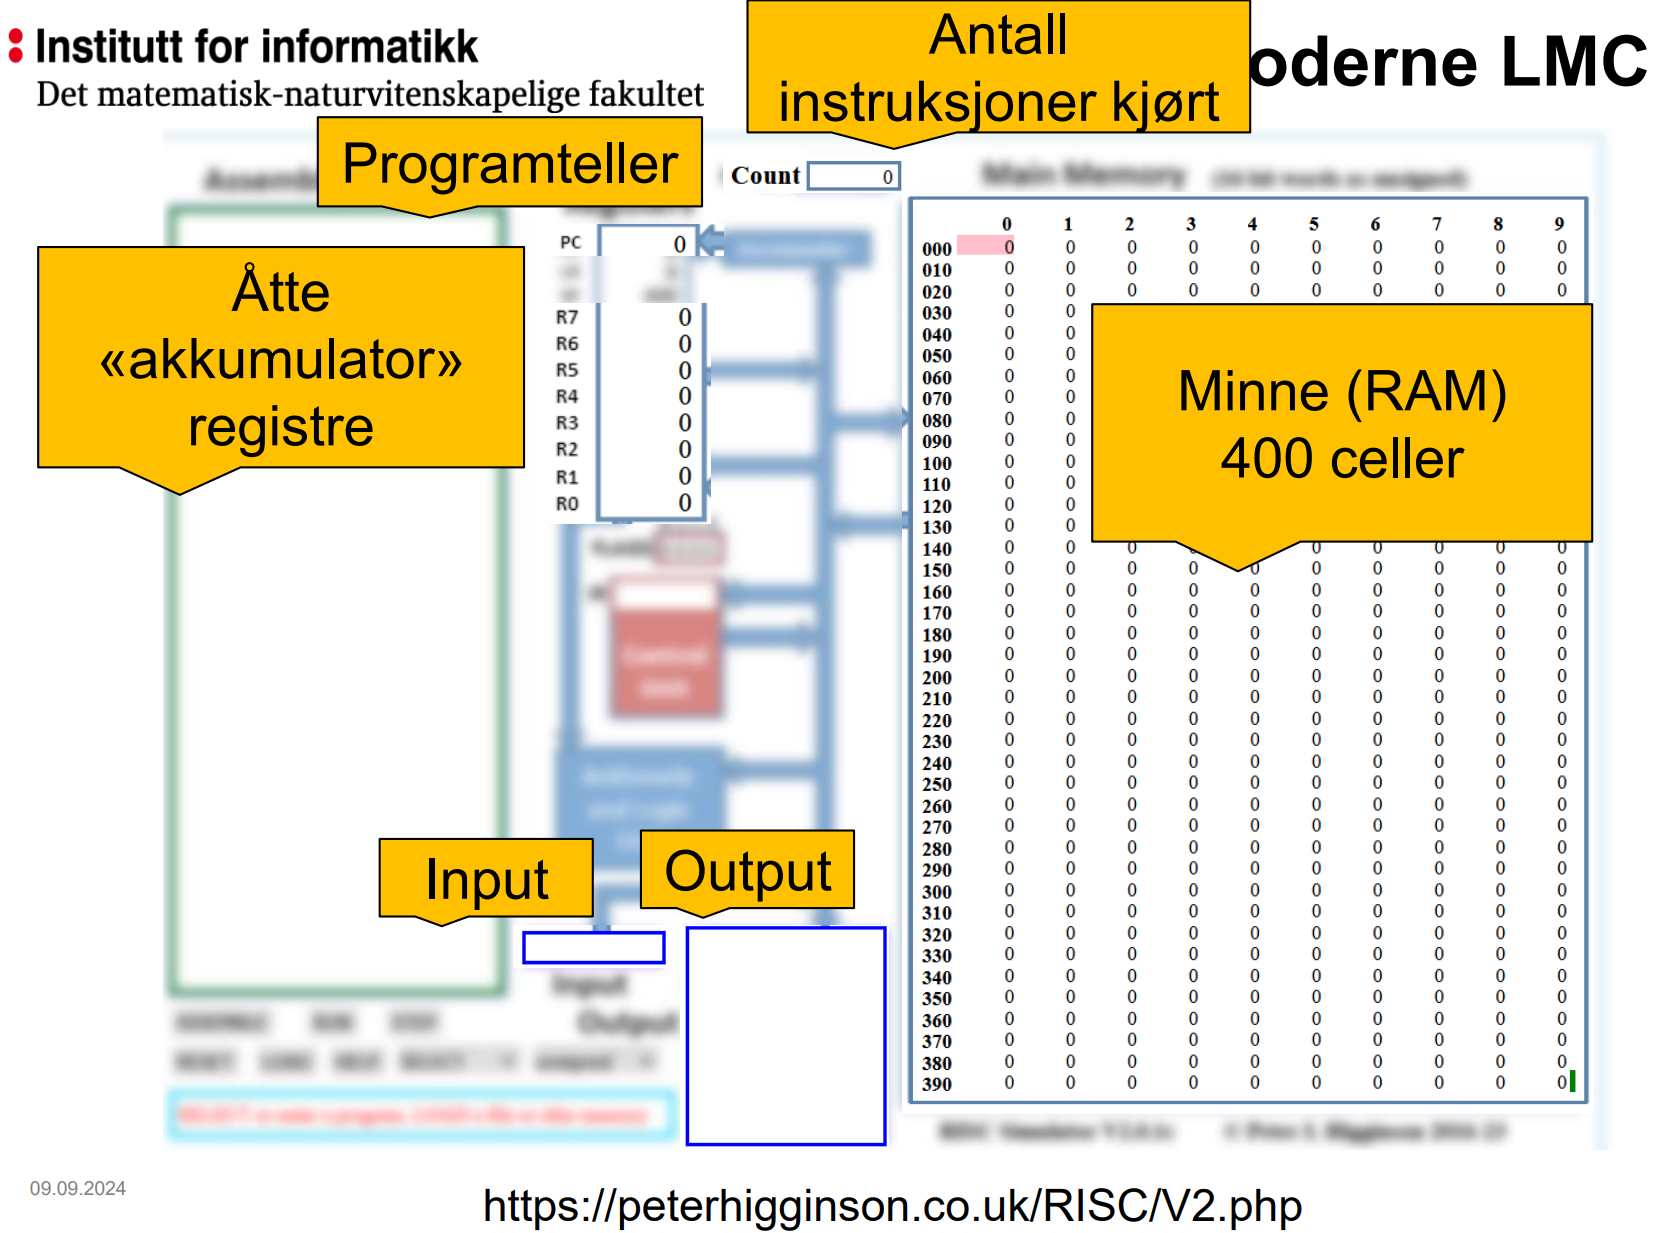 Institutt for informatikk
Det matematisk-naturvitenskapelige fakultet
Antall
instruksjoner kjørt
oderne LMC
Programteller
Count 0
Main Memory
Åtte
«akkumulator»
registre
PC 0
R7 0
R6 0
R5 0
R4 0
R3 0
R2 0
R1 0
R0 0
0 1 2 3 4 5 6 7 8 9
000 0 0 0 0 0 0 0 0 0 0
010 0 0 0 0 0 0 0 0 0 0
020 0 0 0 0 0 0 0 0 0 0
030 0 0
040 0 0
050 0 0
060 0 0
070 0 0
080 0 0
090 0 0
100 0 0
110 0 0
120 0 0
130 0 0
Minne (RAM)
400 celler
140 0 0 0 0 0 0 0 0
150 0 0 0 0 0 0 0 0 0 0
160 0 0 0 0 0 0 0 0 0 0
170 0 0 0 0 0 0 0 0 0 0
180 0 0 0 0 0 0 0 0 0 0
190 0 0 0 0 0 0 0 0 0 0
200 0 0 0 0 0 0 0 0 0 0
210 0 0 0 0 0 0 0 0 0 0
220 0 0 0 0 0 0 0 0 0 0
230 0 0 0 0 0 0 0 0 0 0
240 0 0 0 0 0 0 0 0 0 0
250 0 0 0 0 0 0 0 0 0 0
260 0 0 0 0 0 0 0 0 0 0
270 0 0 0 0 0 0 0 0 0 0
280 0 0 0 0 0 0 0 0 0 0
290 0 0 0 0 0 0 0 0 0 0
300 0 0 0 0 0 0 0 0 0 0
310 0 0 0 0 0 0 0 0 0 0
320 0 0 0 0 0 0 0 0 0 0
330 0 0 0 0 0 0 0 0 0 0
340 0 0 0 0 0 0 0 0 0 0
350 0 0 0 0 0 0 0 0 0 0
360 0 0 0 0 0 0 0 0 0 0
370 0 0 0 0 0 0 0 0 0 0
380 0 0 0 0 0 0 0 0 0 0
390 0 0 0 0 0 0 0 0 0 0
Control
Unit
Input
Output
Input
Output
09.09.2024
https://peterhigginson.co.uk/RISC/V2.php